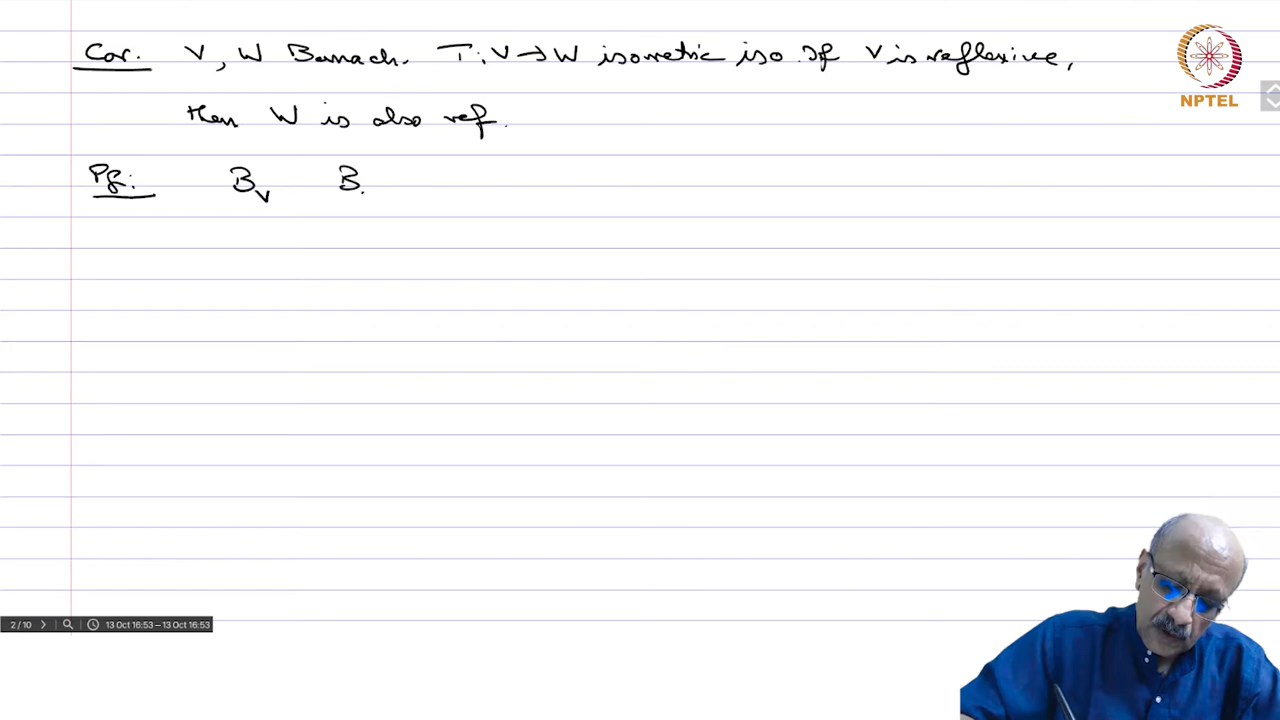 Cor. V, W Banach. T: V→W isometric iso. If V is reflexive,
then W is also ref.
Pf: B_V B.
NPTEL
2 / 10 13 Oct 16:53 – 13 Oct 16:53